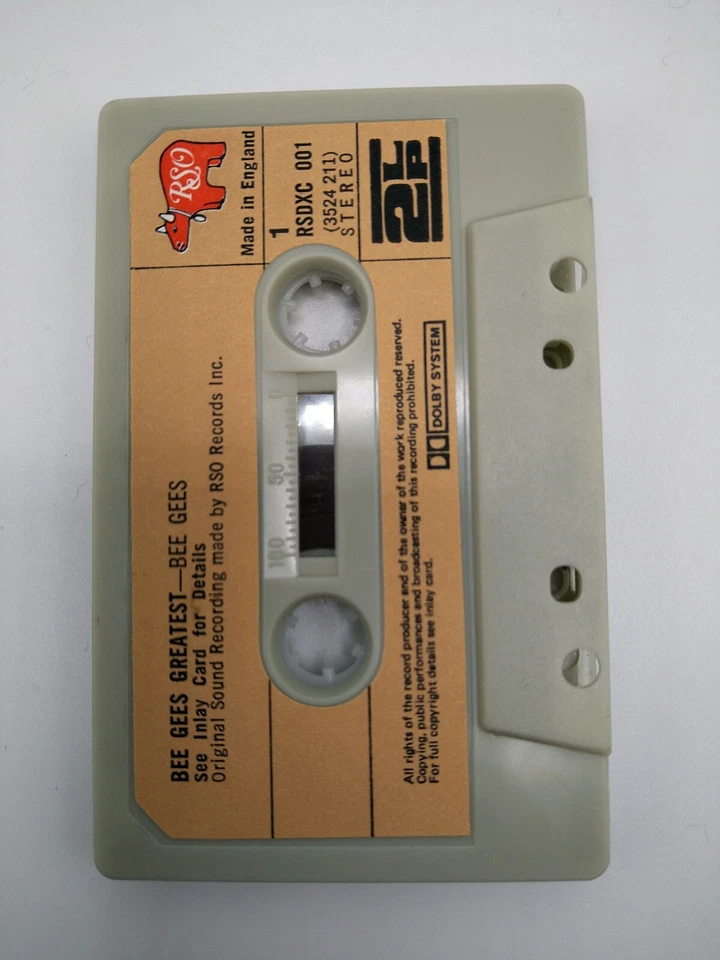 BEE GEES GREATEST—BEE GEES
See Inlay Card for Details
Original Sound Recording made by RSO Records Inc.
RSO
Made in England
1
RSDXC 001
(3524 211)
STEREO
2LP
100 50 0
All rights of the record producer and of the owner of the work reproduced reserved.
Copying, public performances and broadcasting of this recording prohibited.
For full copyright details see inlay card.
DOLBY SYSTEM